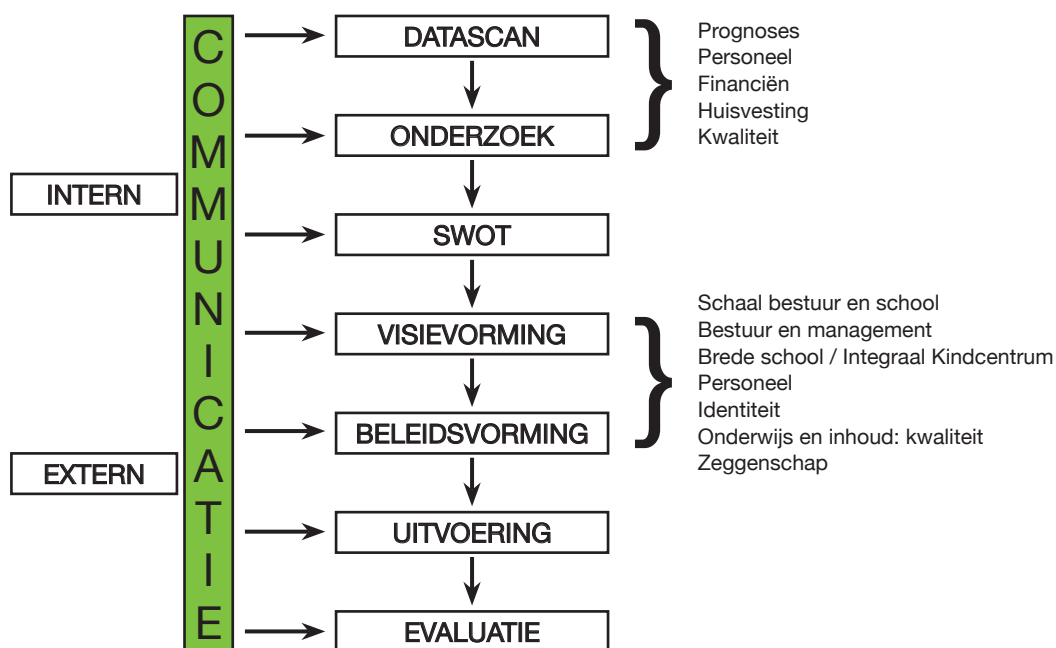 COMMUNICATIE
INTERN
EXTERN
DATASCAN
ONDERZOEK
SWOT
VISIEVORMING
BELEIDSVORMING
UITVOERING
EVALUATIE
Prognoses
Personeel
Financiën
Huisvesting
Kwaliteit
Schaal bestuur en school
Bestuur en management
Brede school / Integraal Kindcentrum
Personeel
Identiteit
Onderwijs en inhoud: kwaliteit
Zeggenschap